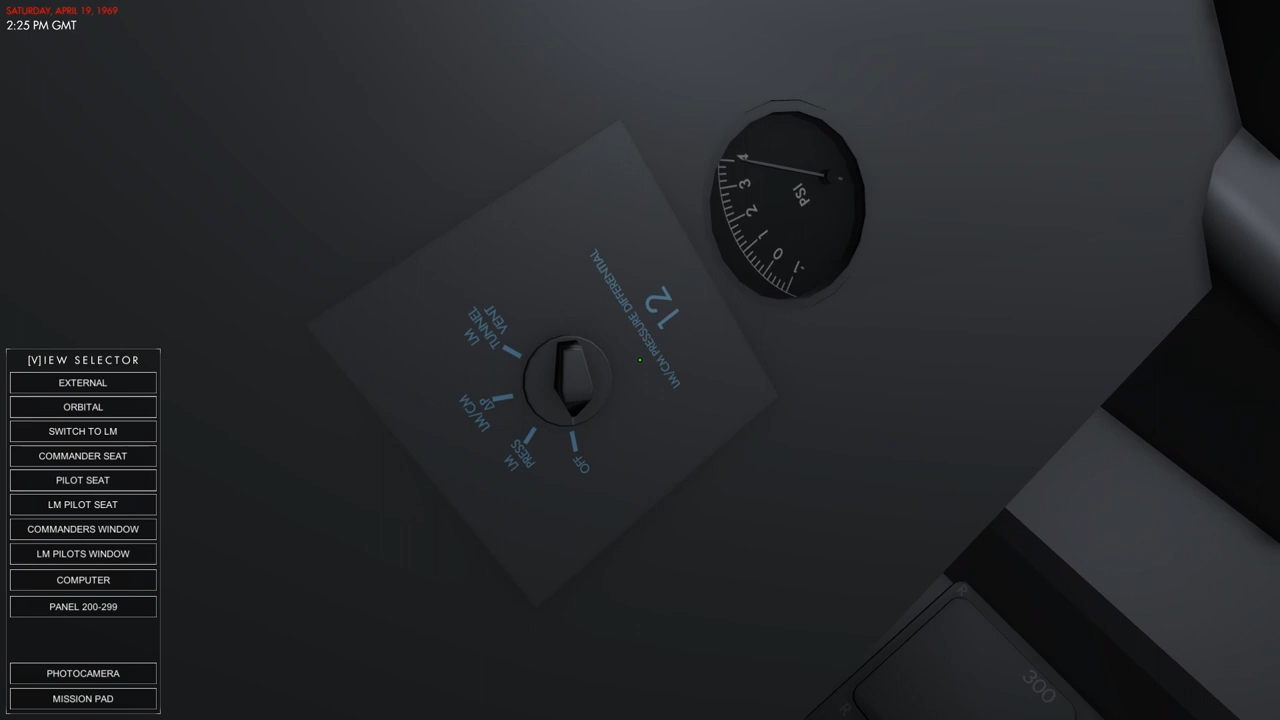 SATURDAY, APRIL 19, 1969
2:25 PM GMT
[V]IEW SELECTOR
EXTERNAL
ORBITAL
SWITCH TO LM
COMMANDER SEAT
PILOT SEAT
LM PILOT SEAT
COMMANDERS WINDOW
LM PILOTS WINDOW
COMPUTER
PANEL 200-299
PHOTOCAMERA
MISSION PAD
12
LM/CM PRESSURE DIFFERENTIAL
OFF
LM
PRESS
LM/CM
ΔP
LM
TUNNEL
VENT
PSI
-1
0
1
2
3
4
300
R
R